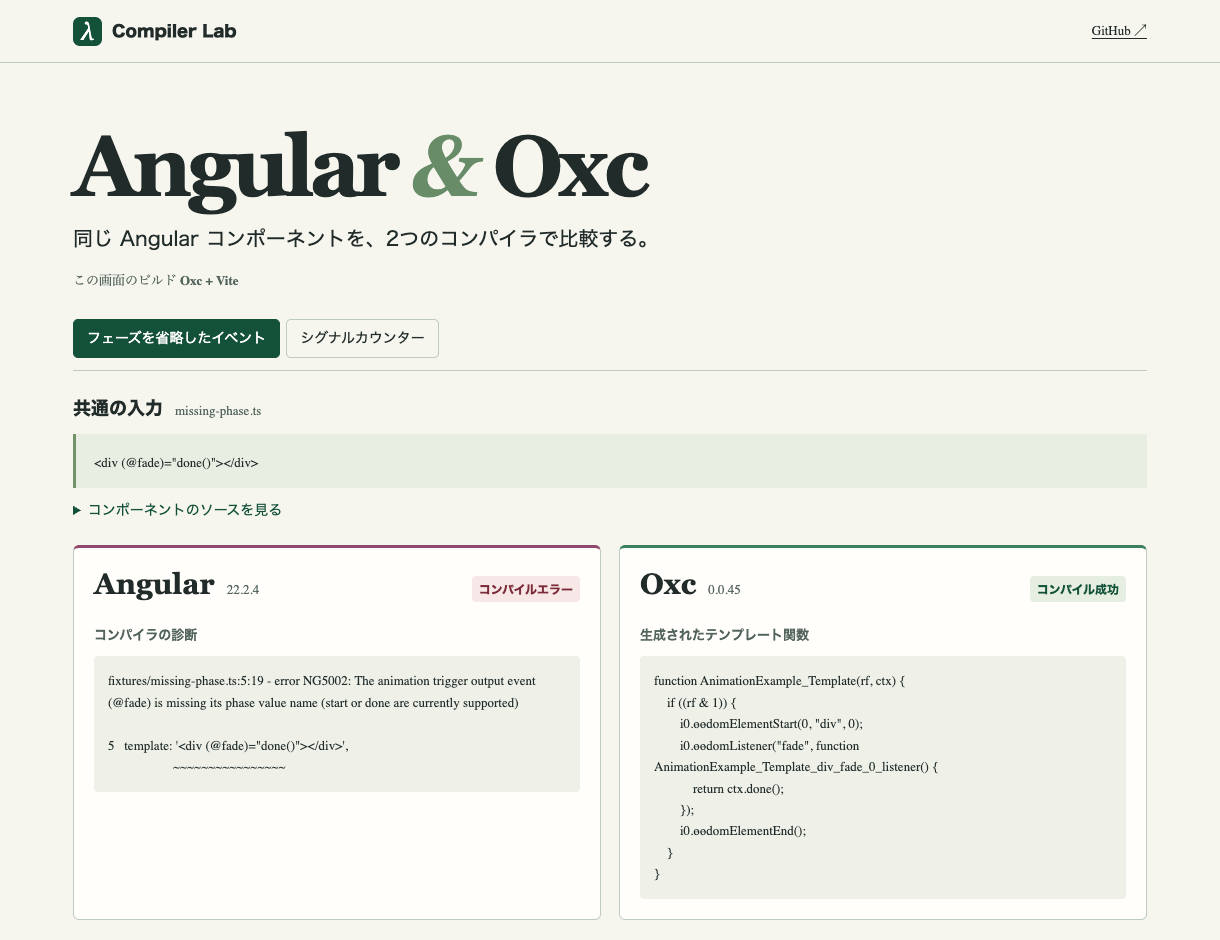 λ Compiler Lab
GitHub ↗
Angular & Oxc
同じ Angular コンポーネントを、2つのコンパイラで比較する。
この画面のビルド Oxc + Vite
フェーズを省略したイベント
シグナルカウンター
共通の入力 missing-phase.ts
<div (@fade)="done()"></div>
▶ コンポーネントのソースを見る
Angular 22.2.4
コンパイルエラー
コンパイラの診断
fixtures/missing-phase.ts:5:19 - error NG5002: The animation trigger output event
(@fade) is missing its phase value name (start or done are currently supported)
5 template: '<div (@fade)="done()"></div>',
~~~~~~~~~~~~~~~~
Oxc 0.0.45
コンパイル成功
生成されたテンプレート関数
function AnimationExample_Template(rf, ctx) {
if ((rf & 1)) {
i0.ɵɵdomElementStart(0, "div", 0);
i0.ɵɵdomListener("fade", function
AnimationExample_Template_div_fade_0_listener() {
return ctx.done();
});
i0.ɵɵdomElementEnd();
}
}